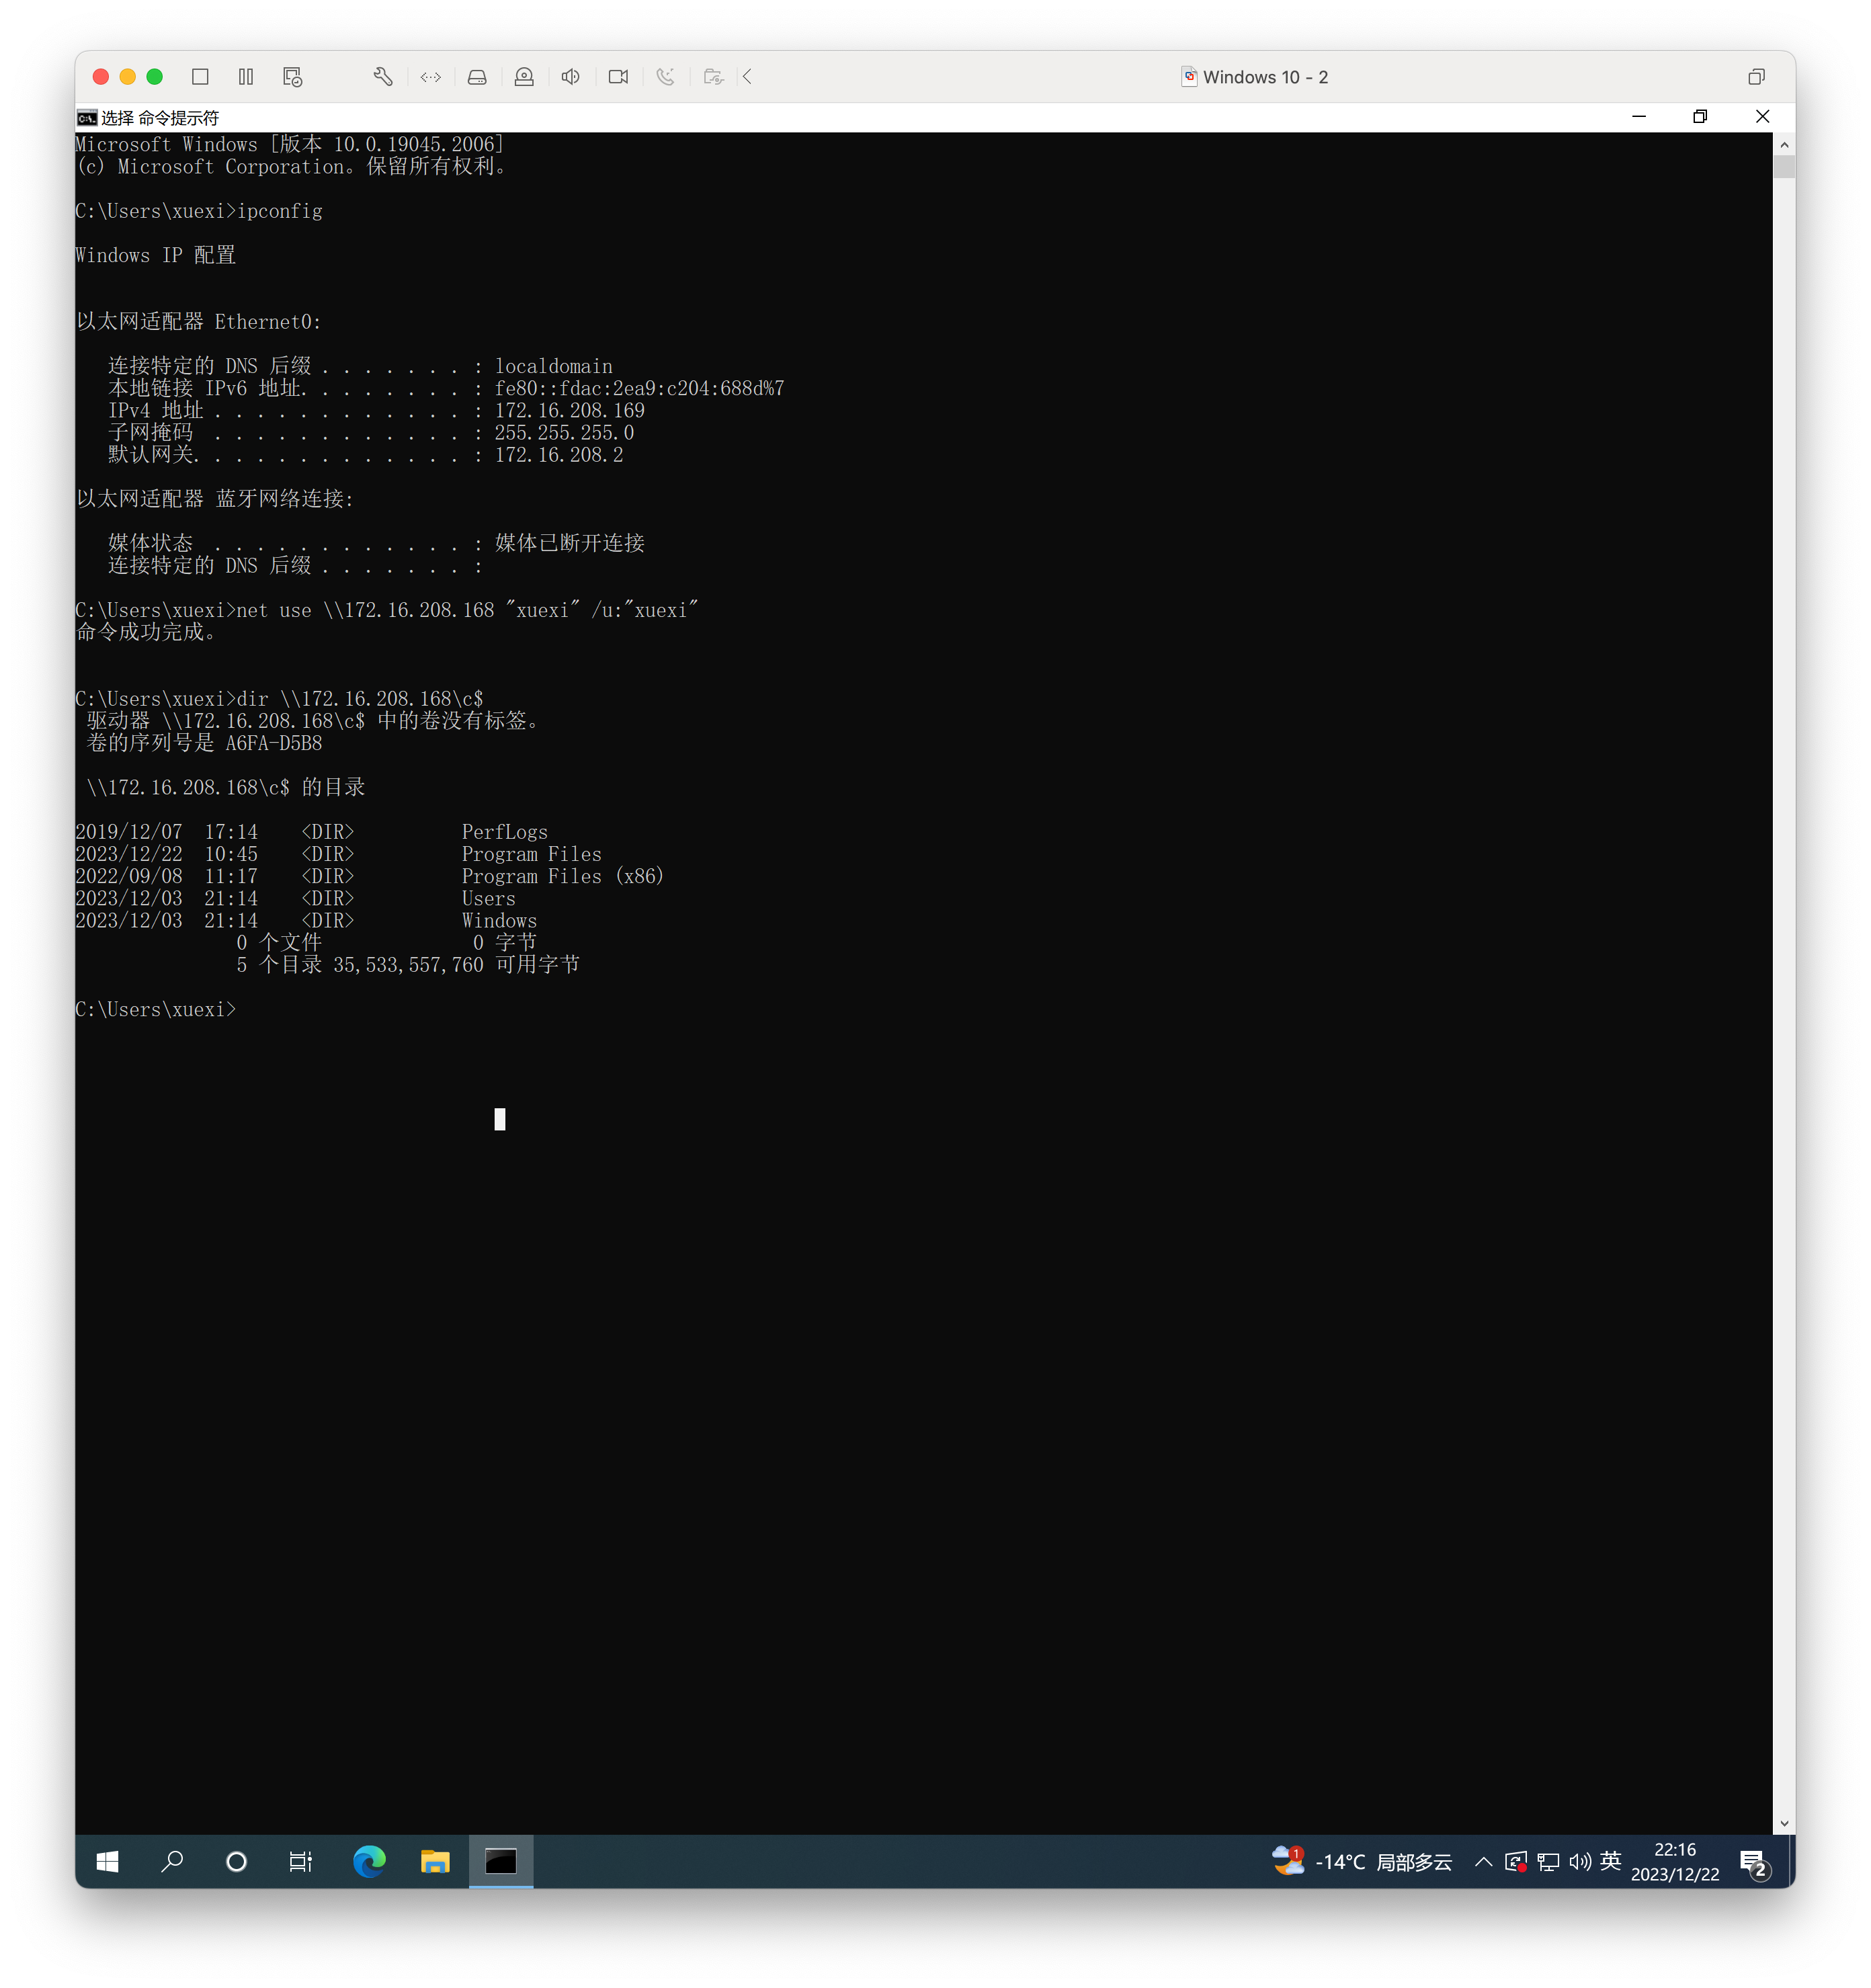 Windows 10 - 2
选择 命令提示符
Microsoft Windows [版本 10.0.19045.2006]
(c) Microsoft Corporation。保留所有权利。
C:\Users\xuexi>ipconfig
Windows IP 配置
以太网适配器 Ethernet0:
连接特定的 DNS 后缀 . . . . . . . : localdomain
本地链接 IPv6 地址. . . . . . . . : fe80::fdac:2ea9:c204:688d%7
IPv4 地址 . . . . . . . . . . . . : 172.16.208.169
子网掩码  . . . . . . . . . . . . : 255.255.255.0
默认网关. . . . . . . . . . . . . : 172.16.208.2
以太网适配器 蓝牙网络连接:
媒体状态  . . . . . . . . . . . . : 媒体已断开连接
连接特定的 DNS 后缀 . . . . . . . :
C:\Users\xuexi>net use \\172.16.208.168 "xuexi" /u:"xuexi"
命令成功完成。
C:\Users\xuexi>dir \\172.16.208.168\c$
驱动器 \\172.16.208.168\c$ 中的卷没有标签。
卷的序列号是 A6FA-D5B8
\\172.16.208.168\c$ 的目录
2019/12/07  17:14    <DIR>          PerfLogs
2023/12/22  10:45    <DIR>          Program Files
2022/09/08  11:17    <DIR>          Program Files (x86)
2023/12/03  21:14    <DIR>          Users
2023/12/03  21:14    <DIR>          Windows
0 个文件              0 字节
5 个目录 35,533,557,760 可用字节
C:\Users\xuexi>
1
-14°C 局部多云
英
22:16
2023/12/22
2